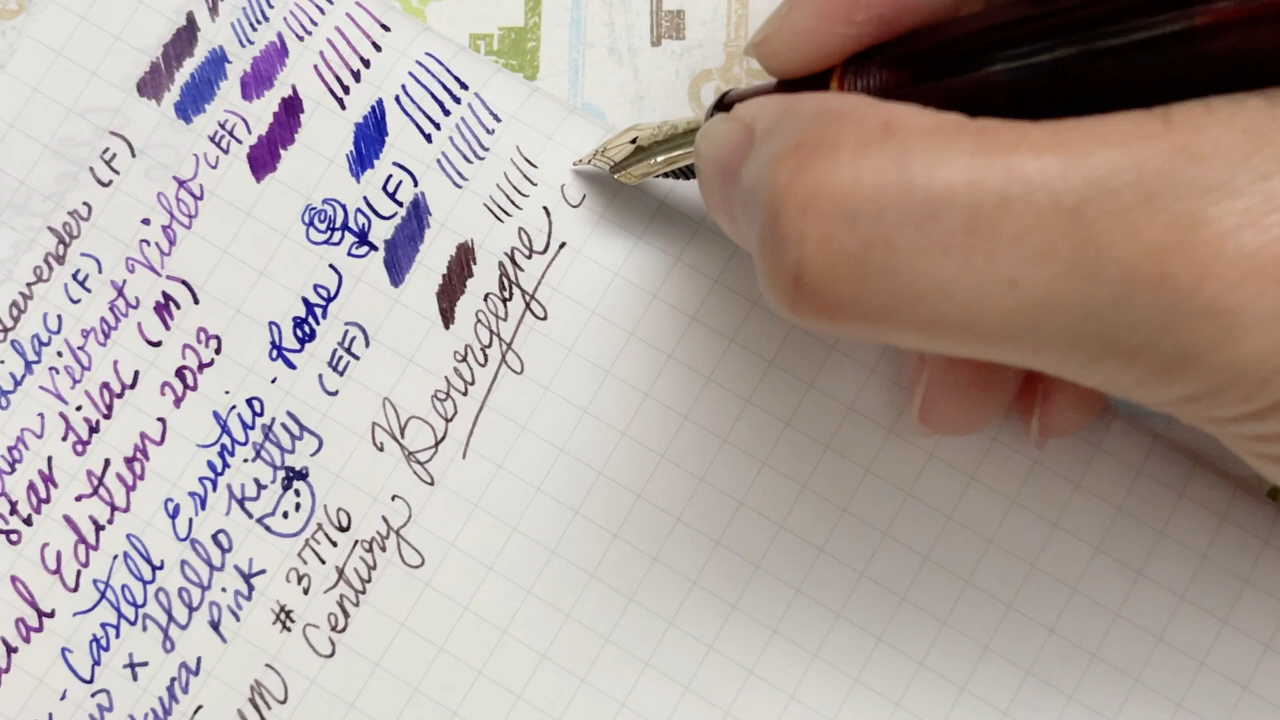 Lavender (F)
Lilac (F)
Vibrant Violet (EF)
Star Lilac (M)
Edition 2023
Castell Essentio - Rose (F)
x Hello Kitty
Pink (EF)
#3776
Century Bourgogne (